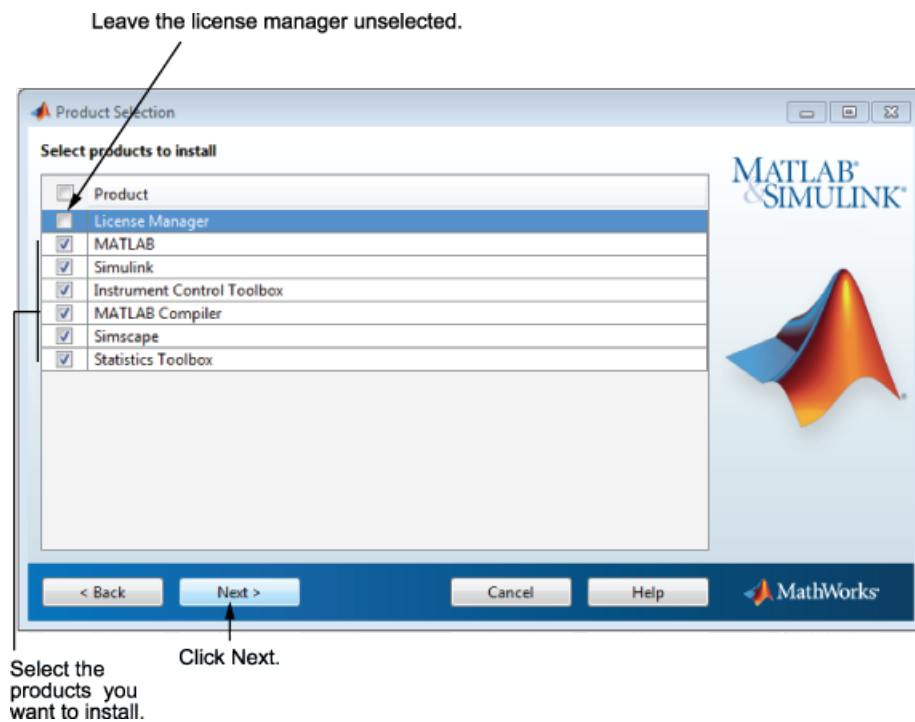 Leave the license manager unselected.
Product Selection
Select products to install
MATLAB®
&SIMULINK®
Product
License Manager
MATLAB
Simulink
Instrument Control Toolbox
MATLAB Compiler
Simscape
Statistics Toolbox
< Back
Next >
Cancel
Help
MathWorks®
Click Next.
Select the
products you
want to install.